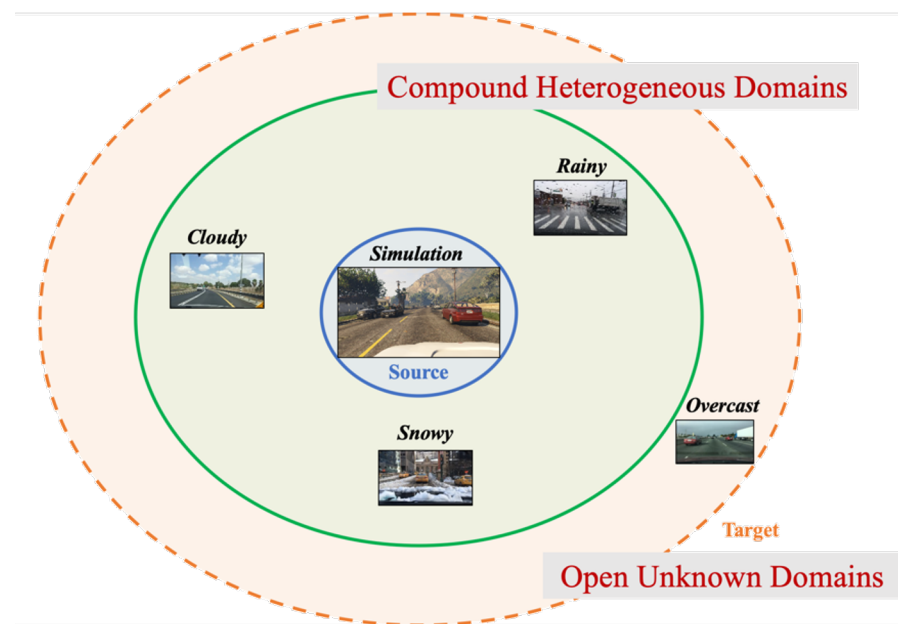 Compound Heterogeneous Domains
Rainy
Cloudy
Simulation
Source
Overcast
Snowy
Target
Open Unknown Domains